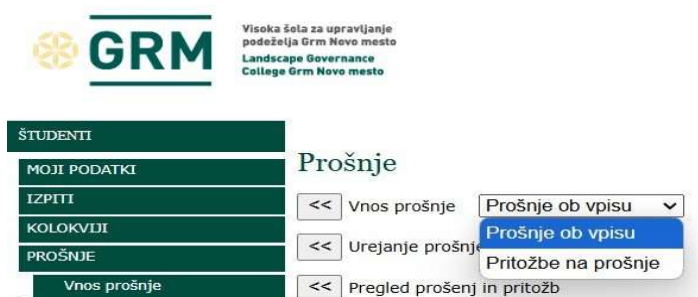 GRM
Visoka šola za upravljanje
podeželja Grm Novo mesto
Landscape Governance
College Grm Novo mesto
ŠTUDENTI
MOJI PODATKI
IZPITI
KOLOKVIJI
PROŠNJE
Vnos prošnje
Prošnje
<< Vnos prošnje Prošnje ob vpisu
Prošnje ob vpisu
<< Urejanje prošnje
Pritožbe na prošnje
<< Pregled prošenj in pritožb